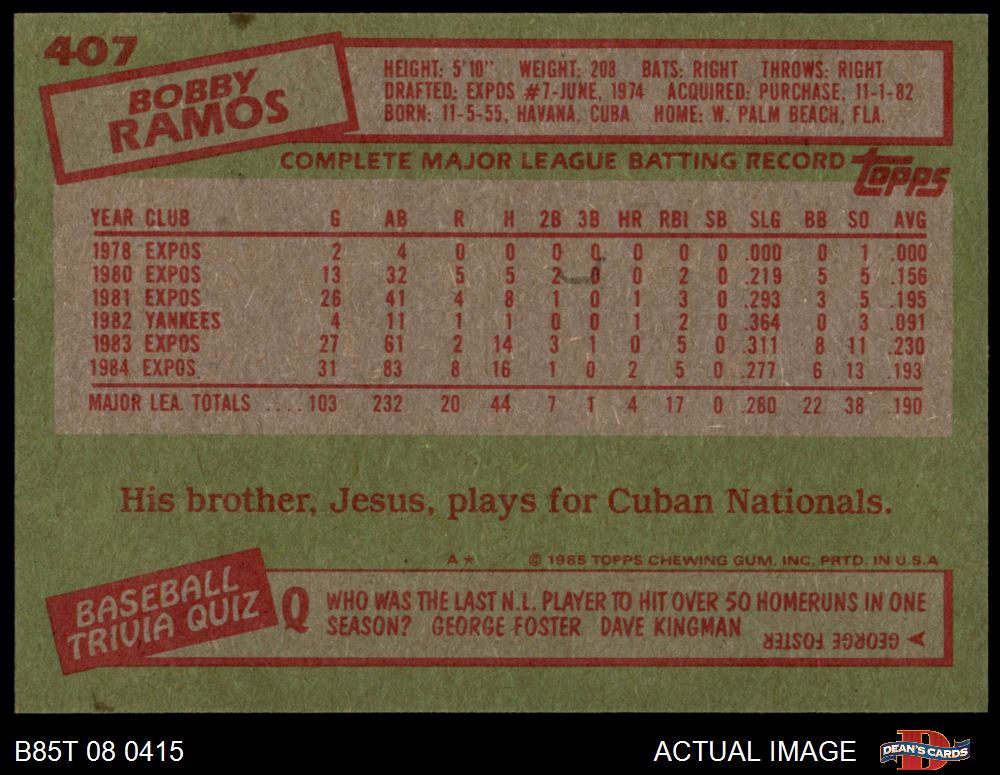 407
BOBBY
RAMOS
HEIGHT: 5'10" WEIGHT: 208 BATS: RIGHT THROWS: RIGHT
DRAFTED: EXPOS #7-JUNE, 1974 ACQUIRED: PURCHASE, 11-1-82
BORN: 11-5-55, HAVANA, CUBA HOME: W. PALM BEACH, FLA.
COMPLETE MAJOR LEAGUE BATTING RECORD topps
YEAR CLUB G AB R H 2B 3B HR RBI SB SLG BB SO AVG
1978 EXPOS 2 4 0 0 0 0 0 0 0 .000 0 1 .000
1980 EXPOS 13 32 5 5 2 0 0 2 0 .219 5 5 .156
1981 EXPOS 26 41 4 8 1 0 1 3 0 .293 3 5 .195
1982 YANKEES 4 11 1 1 0 0 1 2 0 .364 0 3 .091
1983 EXPOS 27 61 2 14 3 1 0 5 0 .311 8 11 .230
1984 EXPOS 31 83 8 16 1 0 2 5 0 .277 6 13 .193
MAJOR LEA. TOTALS ....103 232 20 44 7 1 4 17 0 .280 22 38 .190
His brother, Jesus, plays for Cuban Nationals.
A* © 1985 TOPPS CHEWING GUM, INC. PRTD. IN U.S.A
BASEBALL
TRIVIA QUIZ
Q WHO WAS THE LAST N.L. PLAYER TO HIT OVER 50 HOMERUNS IN ONE
SEASON? GEORGE FOSTER DAVE KINGMAN
GEORGE FOSTER
B85T 08 0415
ACTUAL IMAGE
D
DEAN'S CARDS